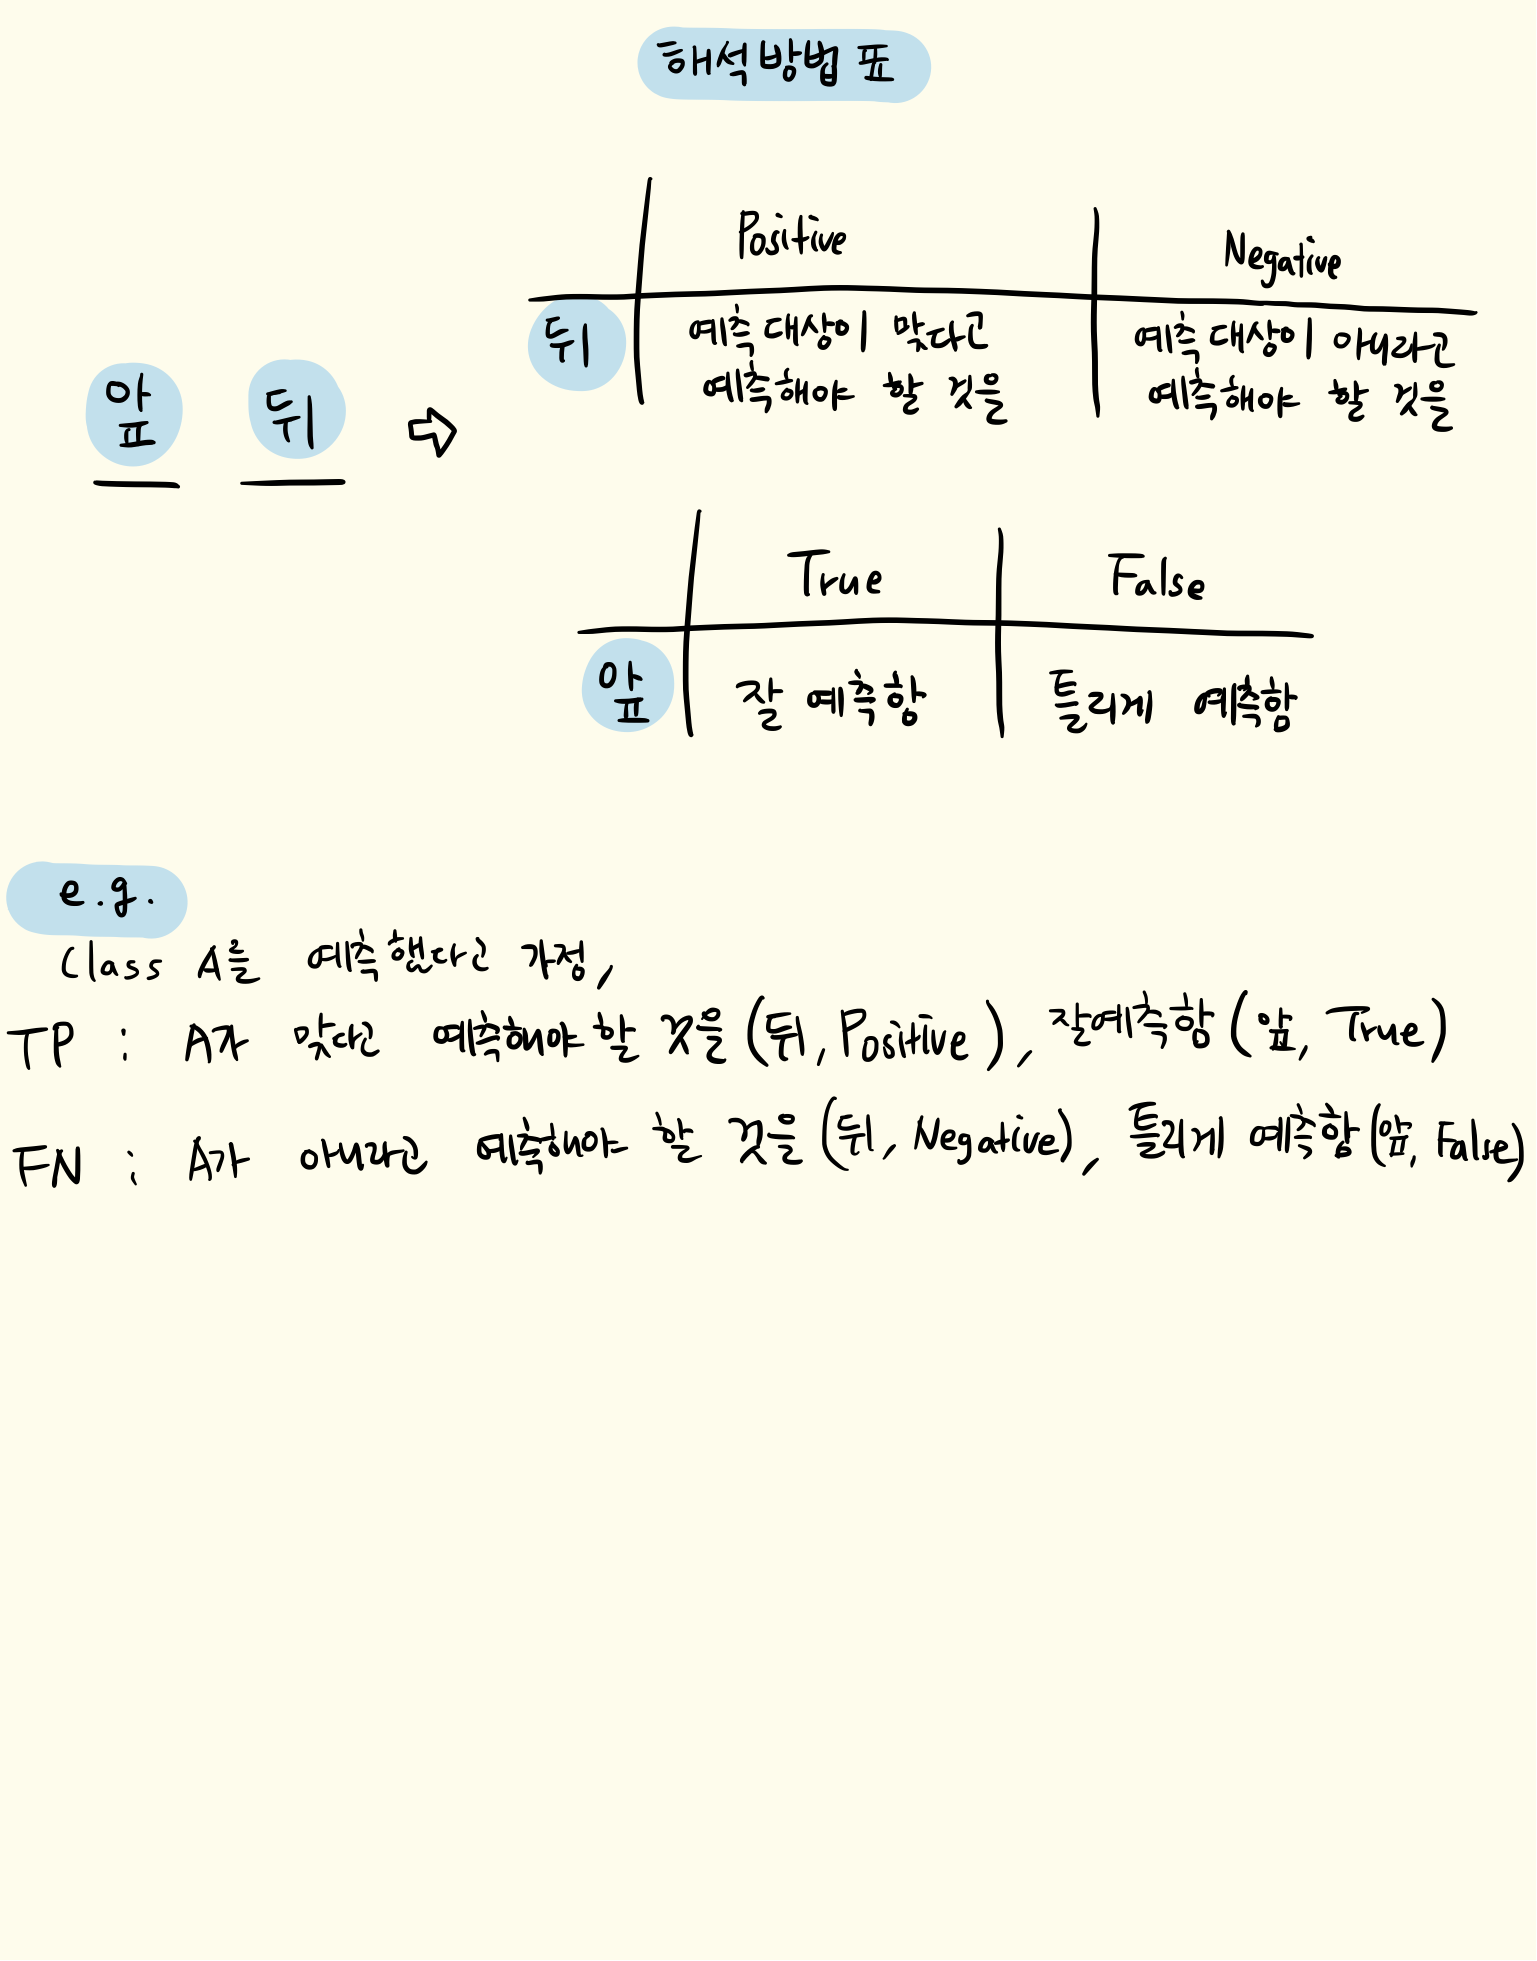 해석방법 표
Positive Negative
뒤 예측 대상이 맞다고 예측 대상이 아니라고
예측해야 할 것을 예측해야 할 것을
앞 뒤
True False
앞 잘 예측함 틀리게 예측함
e.g.
Class A를 예측했다고 가정,
TP : A가 맞다고 예측해야 할 것을 (뒤, Positive), 잘예측함 (앞, True)
FN : A가 아니라고 예측해야 할 것을 (뒤, Negative), 틀리게 예측함 (앞, False)